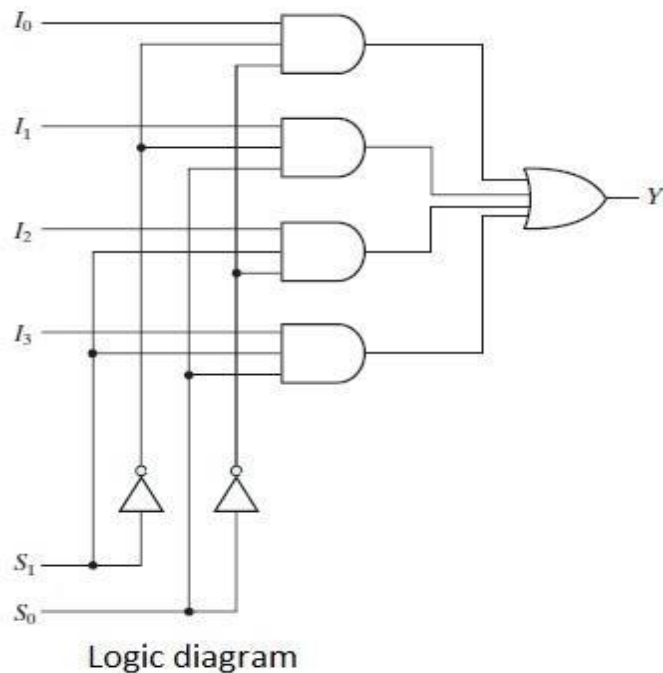 I₀
I₁
Y
I₂
I₃
S₁
S₀
Logic diagram